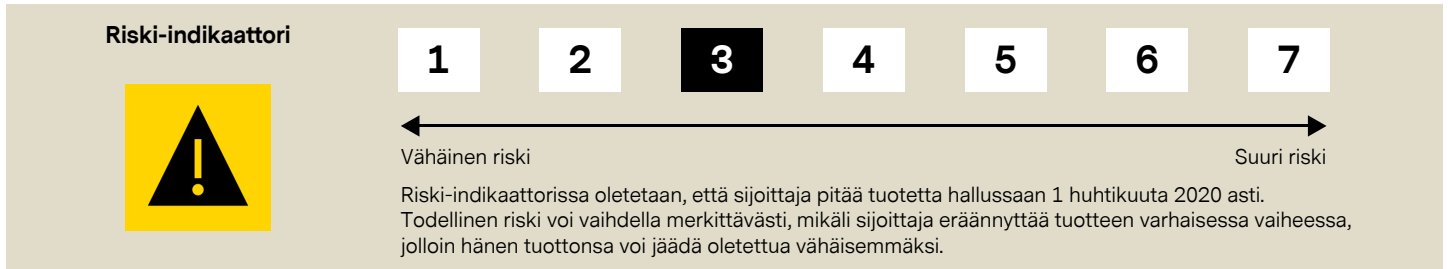 Riski-indikaattori
1 2 3 4 5 6 7
Vähäinen riski Suuri riski
Riski-indikaattorissa oletetaan, että sijoittaja pitää tuotetta hallussaan 1 huhtikuuta 2020 asti.
Todellinen riski voi vaihdella merkittävästi, mikäli sijoittaja eräännyttää tuotteen varhaisessa vaiheessa,
jolloin hänen tuottonsa voi jäädä oletettua vähäisemmäksi.